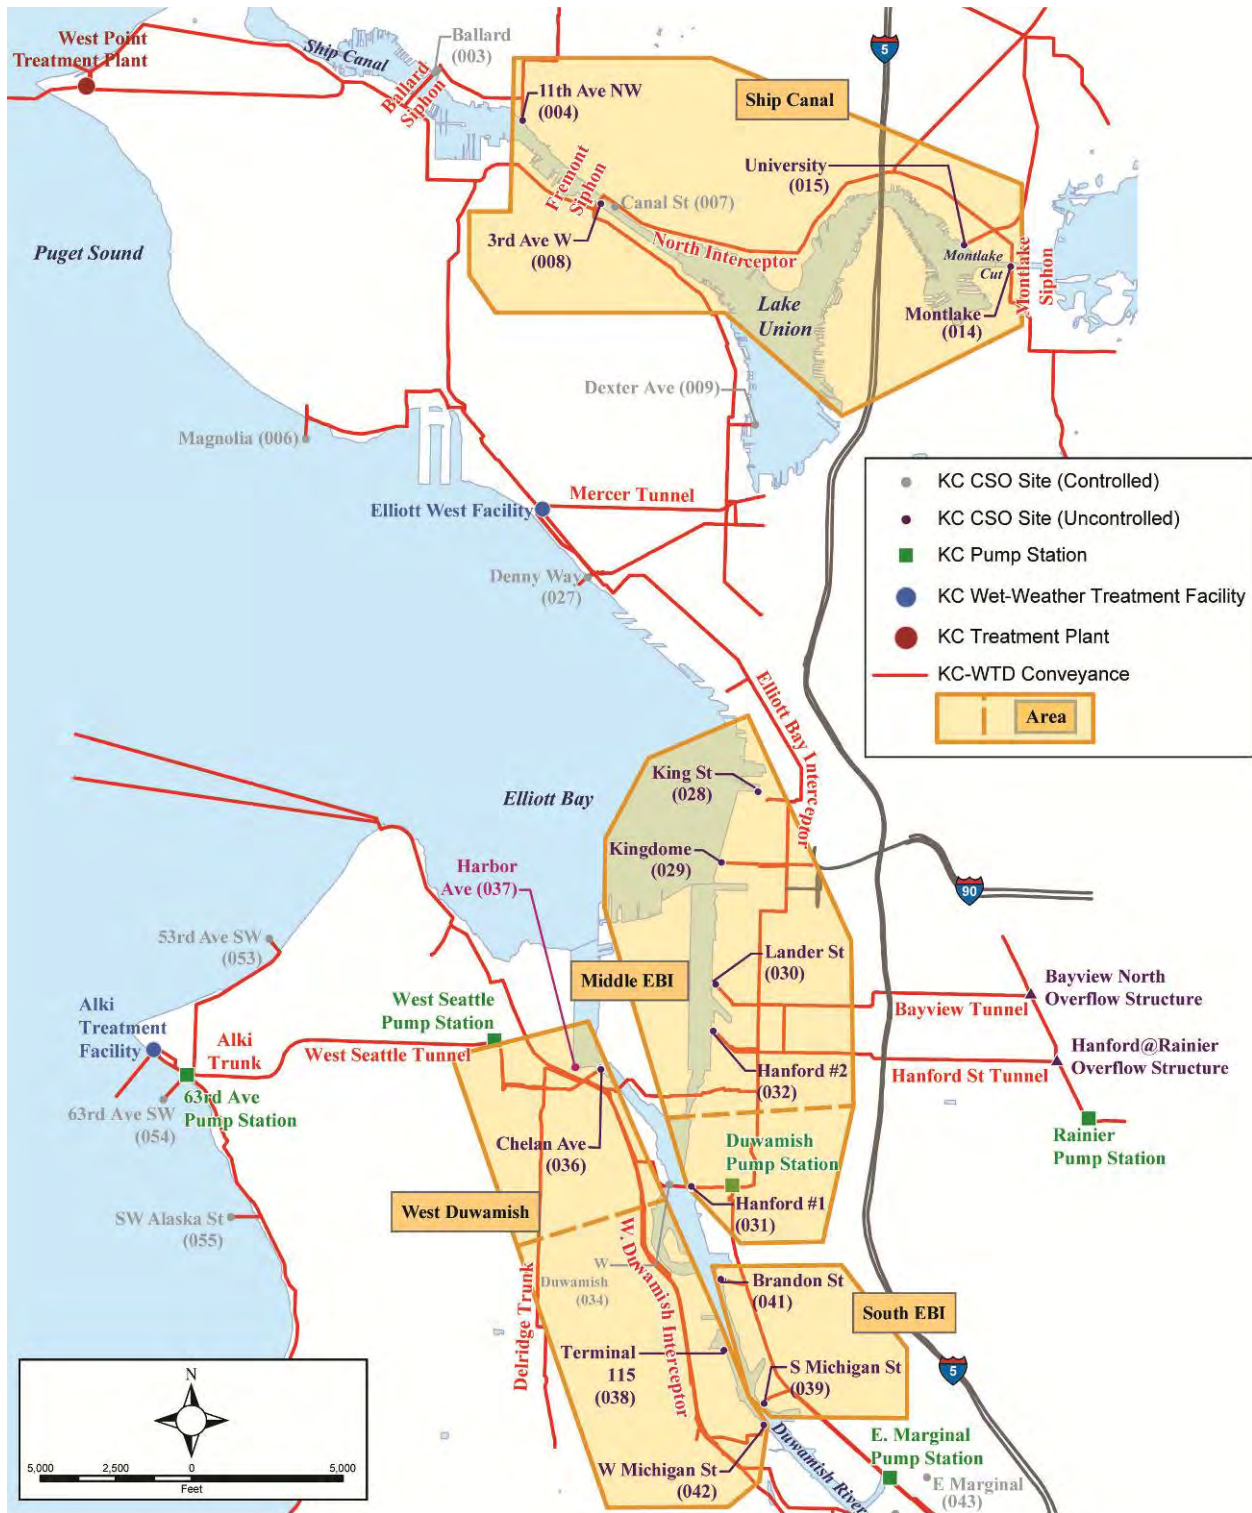 West Point
Treatment Plant
Ship Canal
Ballard
(003)
Ballard
Siphon
11th Ave NW
(004)
Ship Canal
5
University
(015)
Fremont
Siphon
Canal St (007)
3rd Ave W
(008)
North Interceptor
Montlake
Cut
Montlake
Siphon
Puget Sound
Lake
Union
Montlake
(014)
Dexter Ave (009)
Magnolia (006)
Mercer Tunnel
Elliott West Facility
Denny Way
(027)
KC CSO Site (Controlled)
KC CSO Site (Uncontrolled)
KC Pump Station
KC Wet-Weather Treatment Facility
KC Treatment Plant
KC-WTD Conveyance
Area
Elliott Bay Interceptor
King St
(028)
Elliott Bay
Kingdome
(029)
90
Harbor
Ave (037)
53rd Ave SW
(053)
Lander St
(030)
Middle EBI
Bayview North
Overflow Structure
Bayview Tunnel
West Seattle
Pump Station
Alki
Treatment
Facility
Alki
Trunk
West Seattle Tunnel
Hanford #2
(032)
Hanford@Rainier
Overflow Structure
Hanford St Tunnel
63rd Ave
Pump Station
63rd Ave SW
(054)
Chelan Ave
(036)
Duwamish
Pump Station
Rainier
Pump Station
SW Alaska St
(055)
West Duwamish
Hanford #1
(031)
W
Duwamish
(034)
W. Duwamish Interceptor
Delridge Trunk
Brandon St
(041)
South EBI
Terminal
115
(038)
S Michigan St
(039)
5
N
E. Marginal
Pump Station
W Michigan St
(042)
Duwamish River
E Marginal
(043)
5,000 2,500 0 5,000
Feet